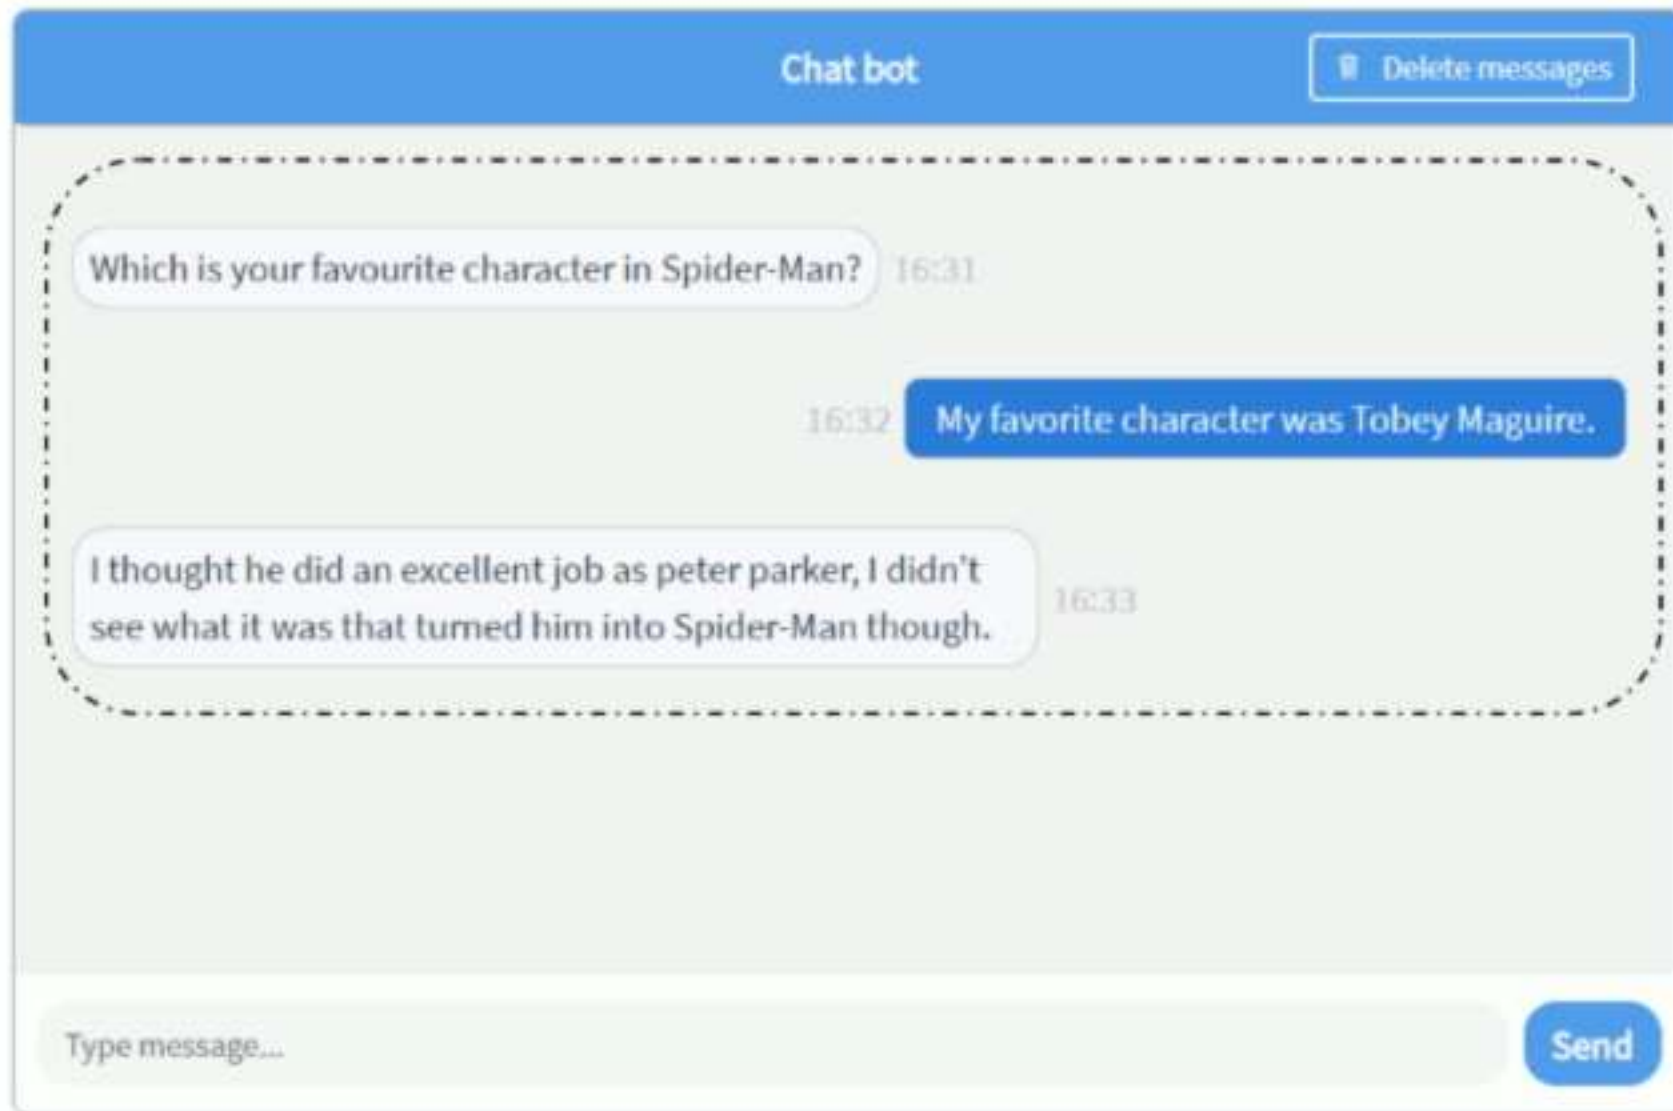 Chat bot
Delete messages
Which is your favourite character in Spider-Man? 16:31
16:32 My favorite character was Tobey Maguire.
I thought he did an excellent job as peter parker, I didn't
see what it was that turned him into Spider-Man though.
16:33
Type message...
Send